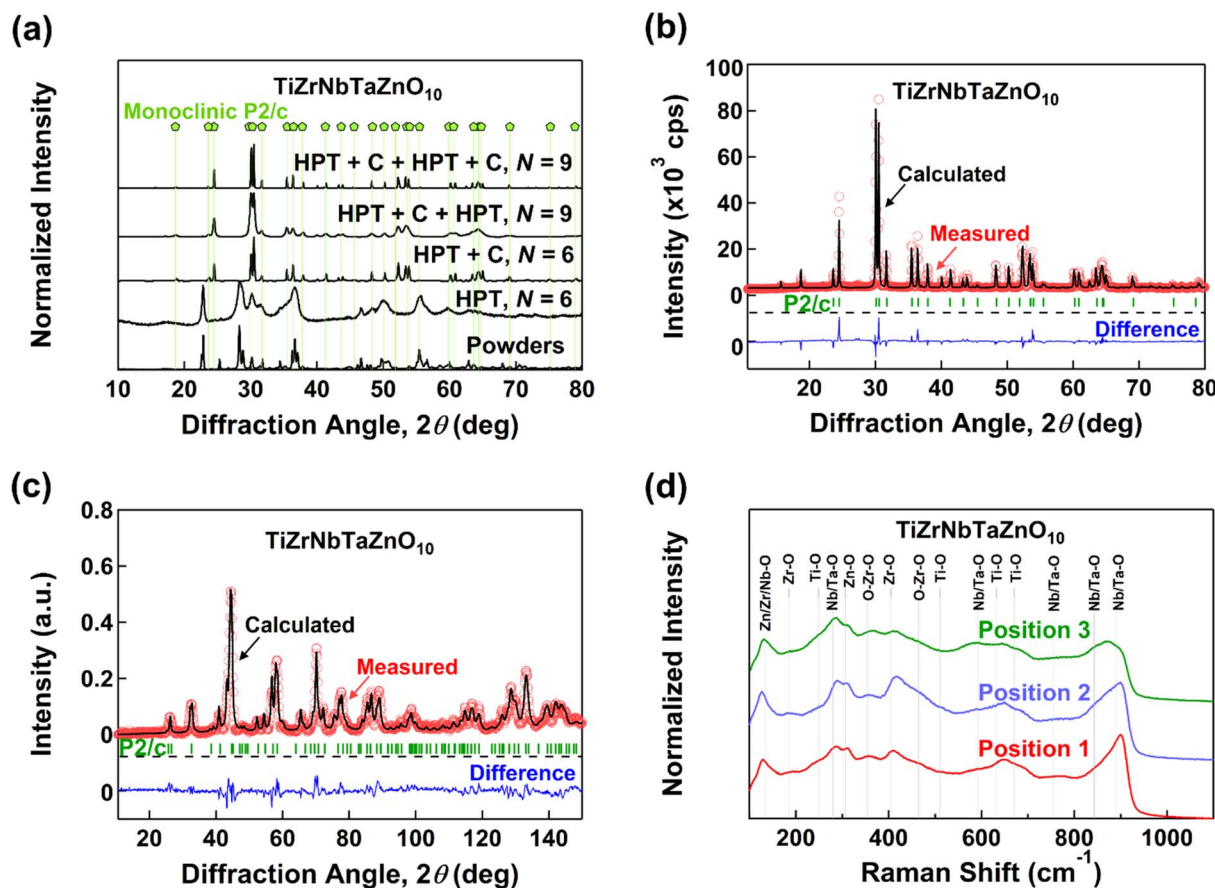 (a)
TiZrNbTaZnO₁₀
Monoclinic P2/c
HPT + C + HPT + C, N = 9
HPT + C + HPT, N = 9
HPT + C, N = 6
HPT, N = 6
Powders
Normalized Intensity
10 20 30 40 50 60 70 80
Diffraction Angle, 2θ (deg)
(b)
100
80
60
40
20
0
0
Intensity (x10³ cps)
TiZrNbTaZnO₁₀
Calculated
Measured
P2/c
Difference
20 30 40 50 60 70 80
Diffraction Angle, 2θ (deg)
(c)
0.8
0.6
0.4
0.2
0
0
Intensity (a.u.)
TiZrNbTaZnO₁₀
Calculated
Measured
P2/c
Difference
20 40 60 80 100 120 140
Diffraction Angle, 2θ (deg)
(d)
TiZrNbTaZnO₁₀
Zn/Zr/Nb-O
Zr-O
Ti-O
Nb/Ta-O
Zn-O
O-Zr-O
Zr-O
O-Zr-O
Ti-O
Nb/Ta-O
Ti-O
Ti-O
Nb/Ta-O
Nb/Ta-O
Nb/Ta-O
Position 3
Position 2
Position 1
Normalized Intensity
200 400 600 800 1000
Raman Shift (cm⁻¹)